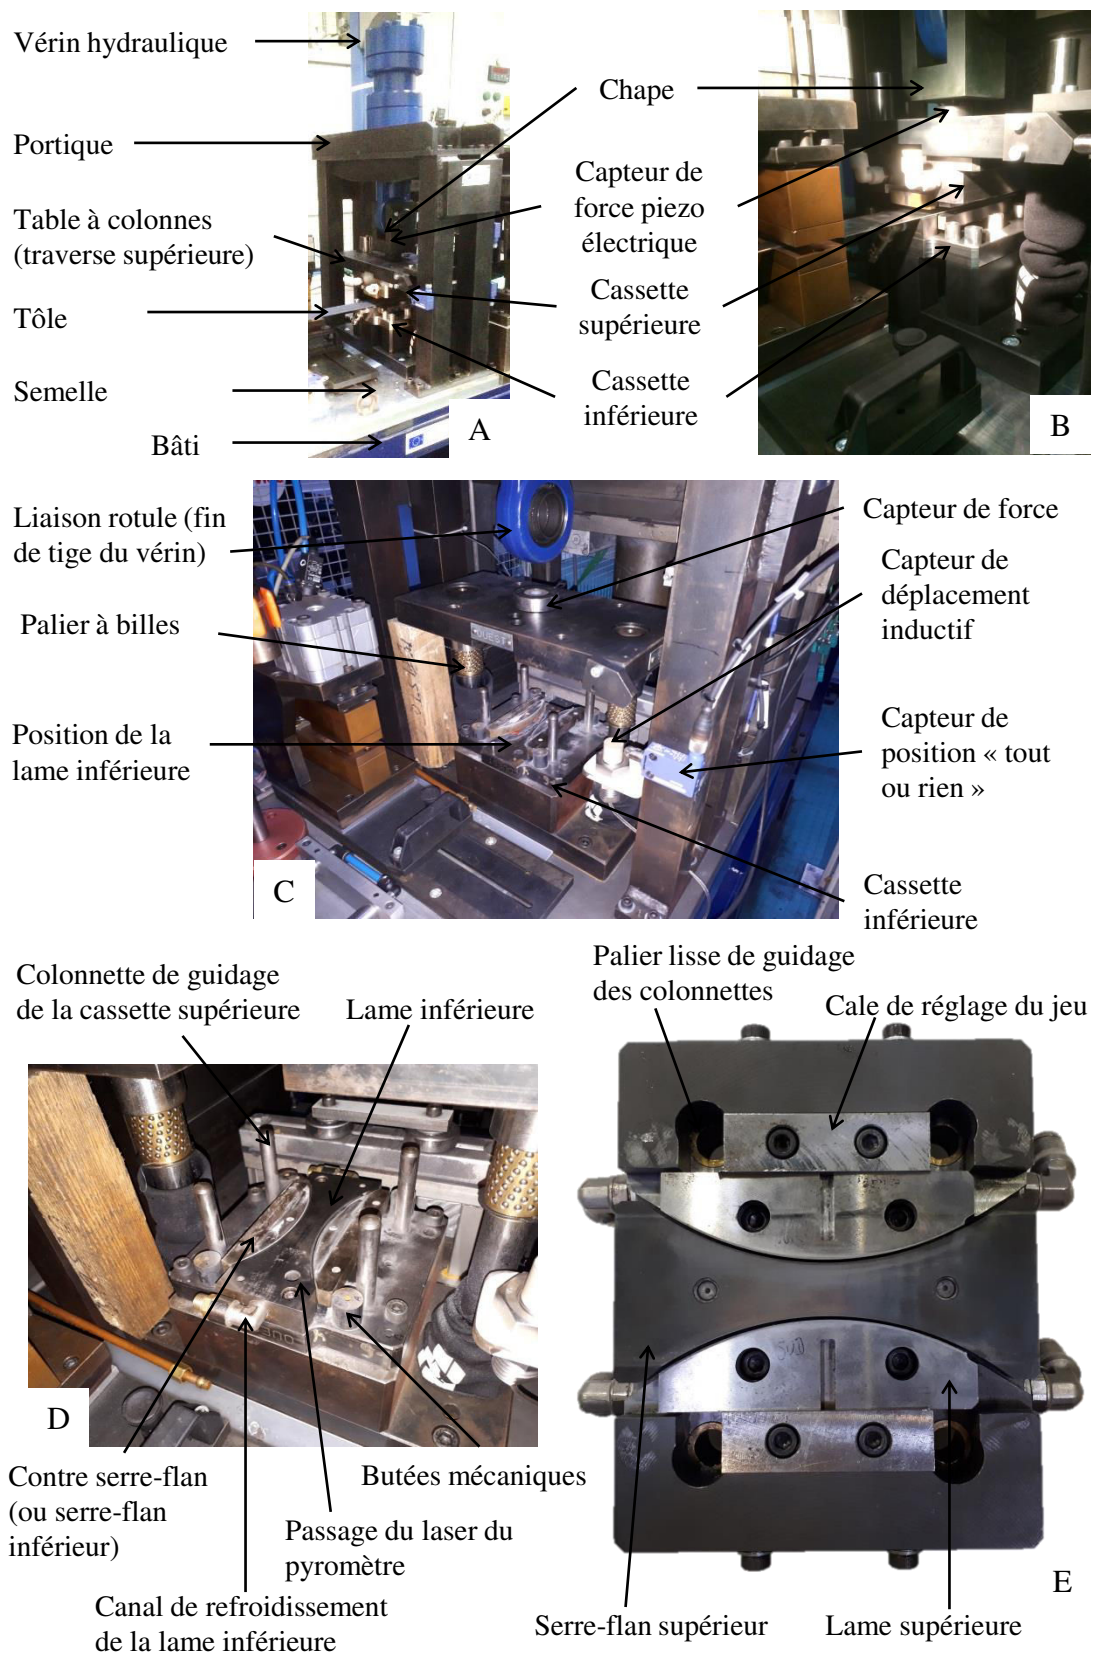 Vérin hydraulique
Portique
Table à colonnes
(traverse supérieure)
Tôle
Semelle
Bâti
Chape
Capteur de
force piezo
électrique
Cassette
supérieure
Cassette
inférieure
A
B
Liaison rotule (fin
de tige du vérin)
Palier à billes
Position de la
lame inférieure
OUEST
Capteur de force
Capteur de
déplacement
inductif
Capteur de
position « tout
ou rien »
Cassette
inférieure
C
Colonnette de guidage
de la cassette supérieure
Lame inférieure
D
Contre serre-flan
(ou serre-flan
inférieur)
Butées mécaniques
Passage du laser du
pyromètre
Canal de refroidissement
de la lame inférieure
Palier lisse de guidage
des colonnettes
Cale de réglage du jeu
SUD
E
Serre-flan supérieur
Lame supérieure